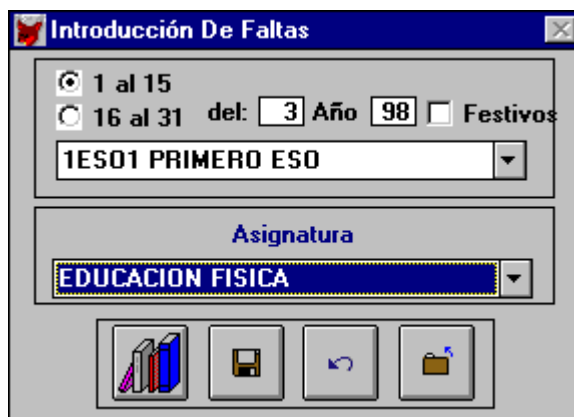 Introducción De Faltas
1 al 15
16 al 31 del: 3 Año 98 Festivos
1ESO1 PRIMERO ESO
Asignatura
EDUCACION FISICA